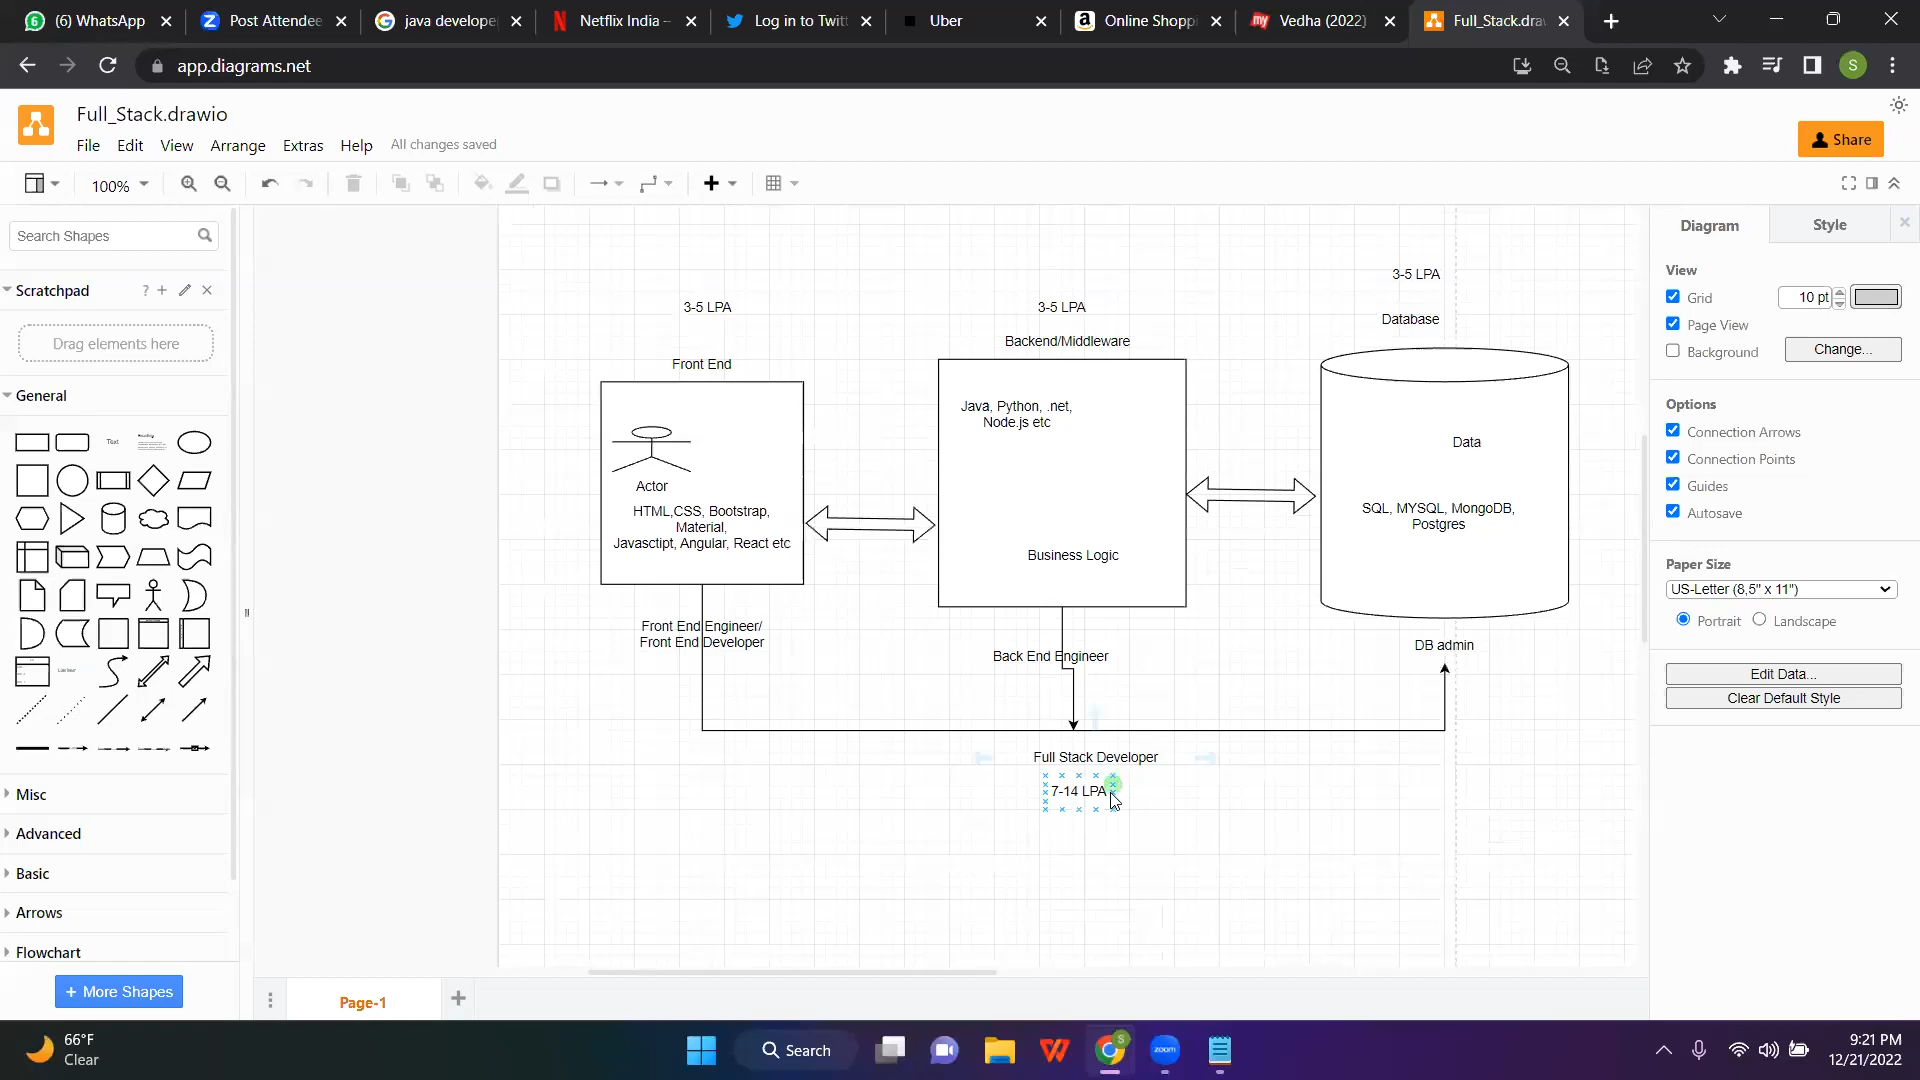 (6) WhatsApp
Post Attendee
java develope
Netflix India –
Log in to Twit
Uber
Online Shoppi
Vedha (2022)
Full_Stack.dra
app.diagrams.net
S
Full_Stack.drawio
File Edit View Arrange Extras Help All changes saved
Share
100%
Search Shapes
Scratchpad
Drag elements here
General
Text
Heading
Misc
Advanced
Basic
Arrows
Flowchart
+ More Shapes
3-5 LPA
Front End
Actor
HTML,CSS, Bootstrap,
Material,
Javasctipt, Angular, React etc
Front End Engineer/
Front End Developer
3-5 LPA
Backend/Middleware
Java, Python, .net,
Node.js etc
Business Logic
Back End Engineer
3-5 LPA
Database
Data
SQL, MYSQL, MongoDB,
Postgres
DB admin
Full Stack Developer
7-14 LPA
Page-1
Diagram
Style
View
Grid
10 pt
Page View
Background
Change...
Options
Connection Arrows
Connection Points
Guides
Autosave
Paper Size
US-Letter (8,5" x 11")
Portrait
Landscape
Edit Data...
Clear Default Style
66°F
Clear
Search
zoom
9:21 PM
12/21/2022